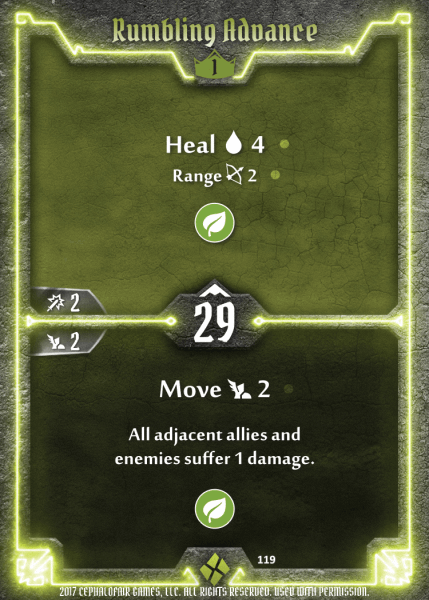 Rumbling Advance
1
Heal 4
Range 2
2
29
2
Move 2
All adjacent allies and
enemies suffer 1 damage.
119
2017 CEPHALOFAIR GAMES, LLC. ALL RIGHTS RESERVED. USED WITH PERMISSION.